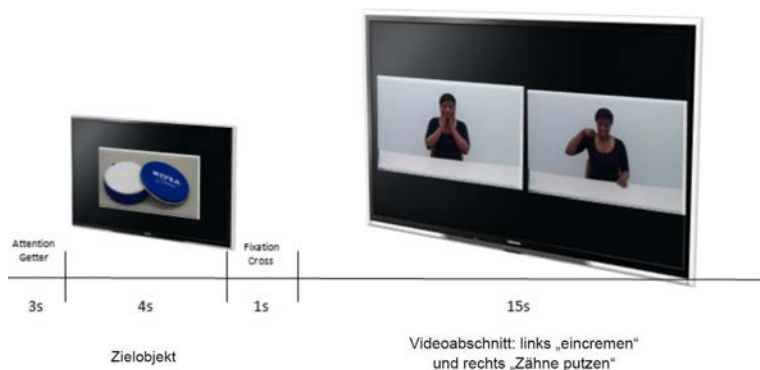 NIVEA
Attention
Getter
Fixation
Cross
3s
4s
1s
15s
Zielobjekt
Videoabschnitt: links „eincremen“
und rechts „Zähne putzen“